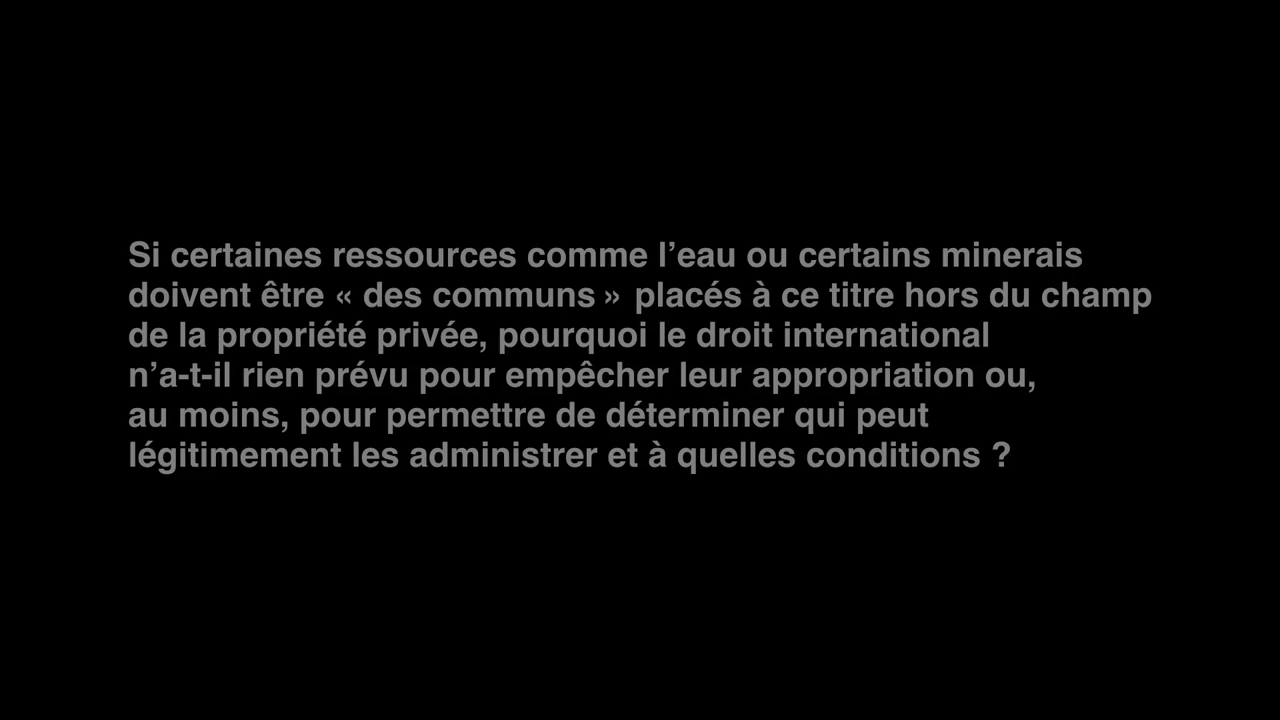 Si certaines ressources comme l’eau ou certains minerais
doivent être « des communs » placés à ce titre hors du champ
de la propriété privée, pourquoi le droit international
n’a-t-il rien prévu pour empêcher leur appropriation ou,
au moins, pour permettre de déterminer qui peut
légitimement les administrer et à quelles conditions ?